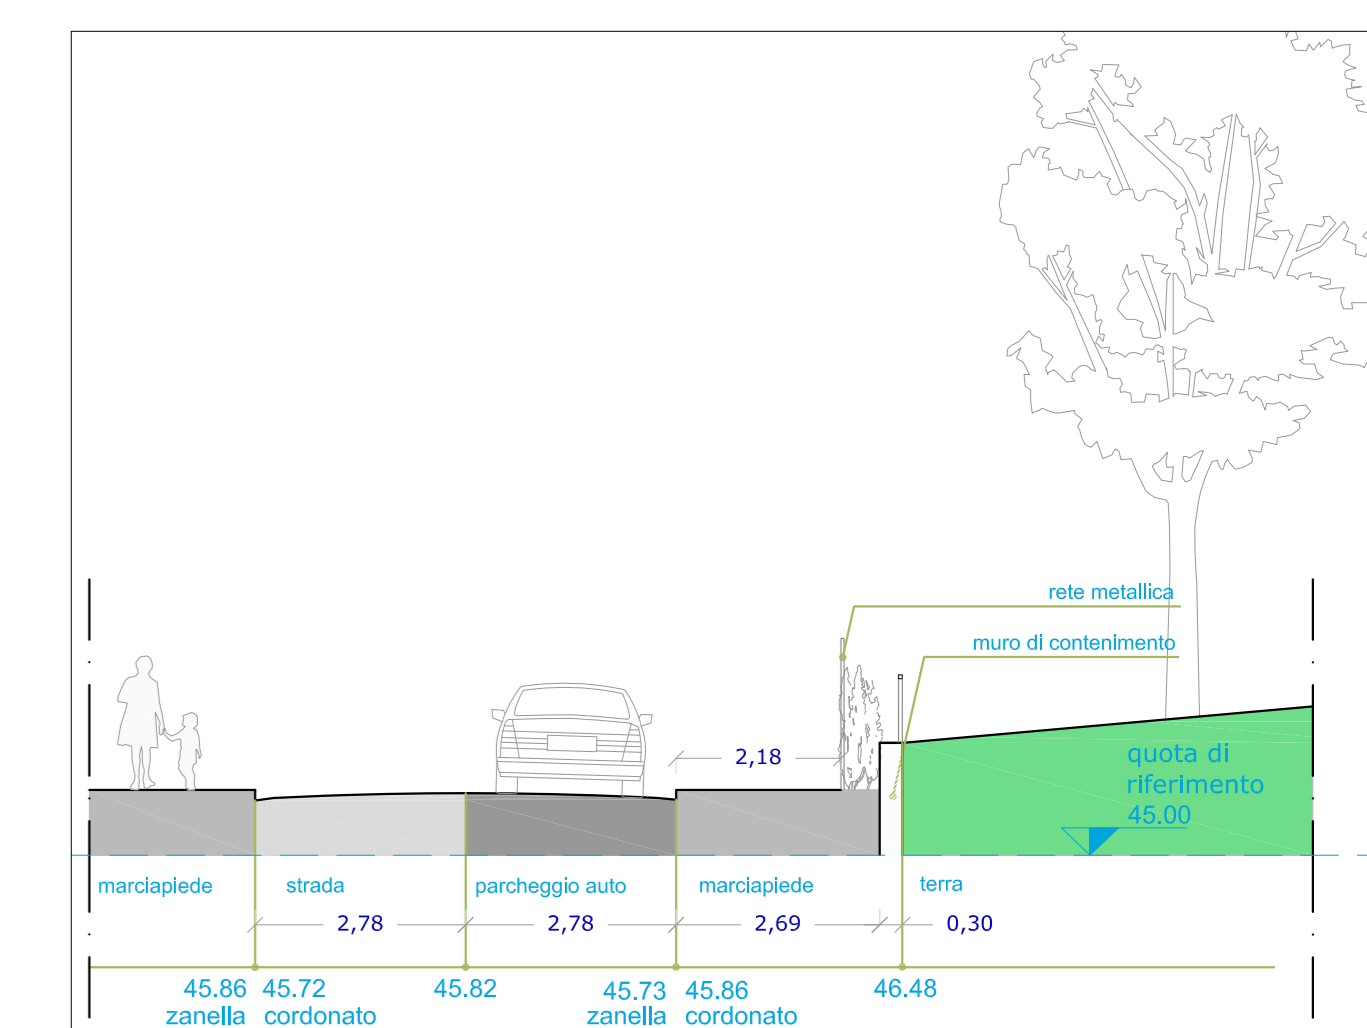 rete metallica
muro di contenimento
2,18
quota di
riferimento
45.00
marciapiede strada parcheggio auto marciapiede terra
2,78 2,78 2,69 0,30
45.86 45.72 45.82 45.73 45.86 46.48
zanella cordonato zanella cordonato